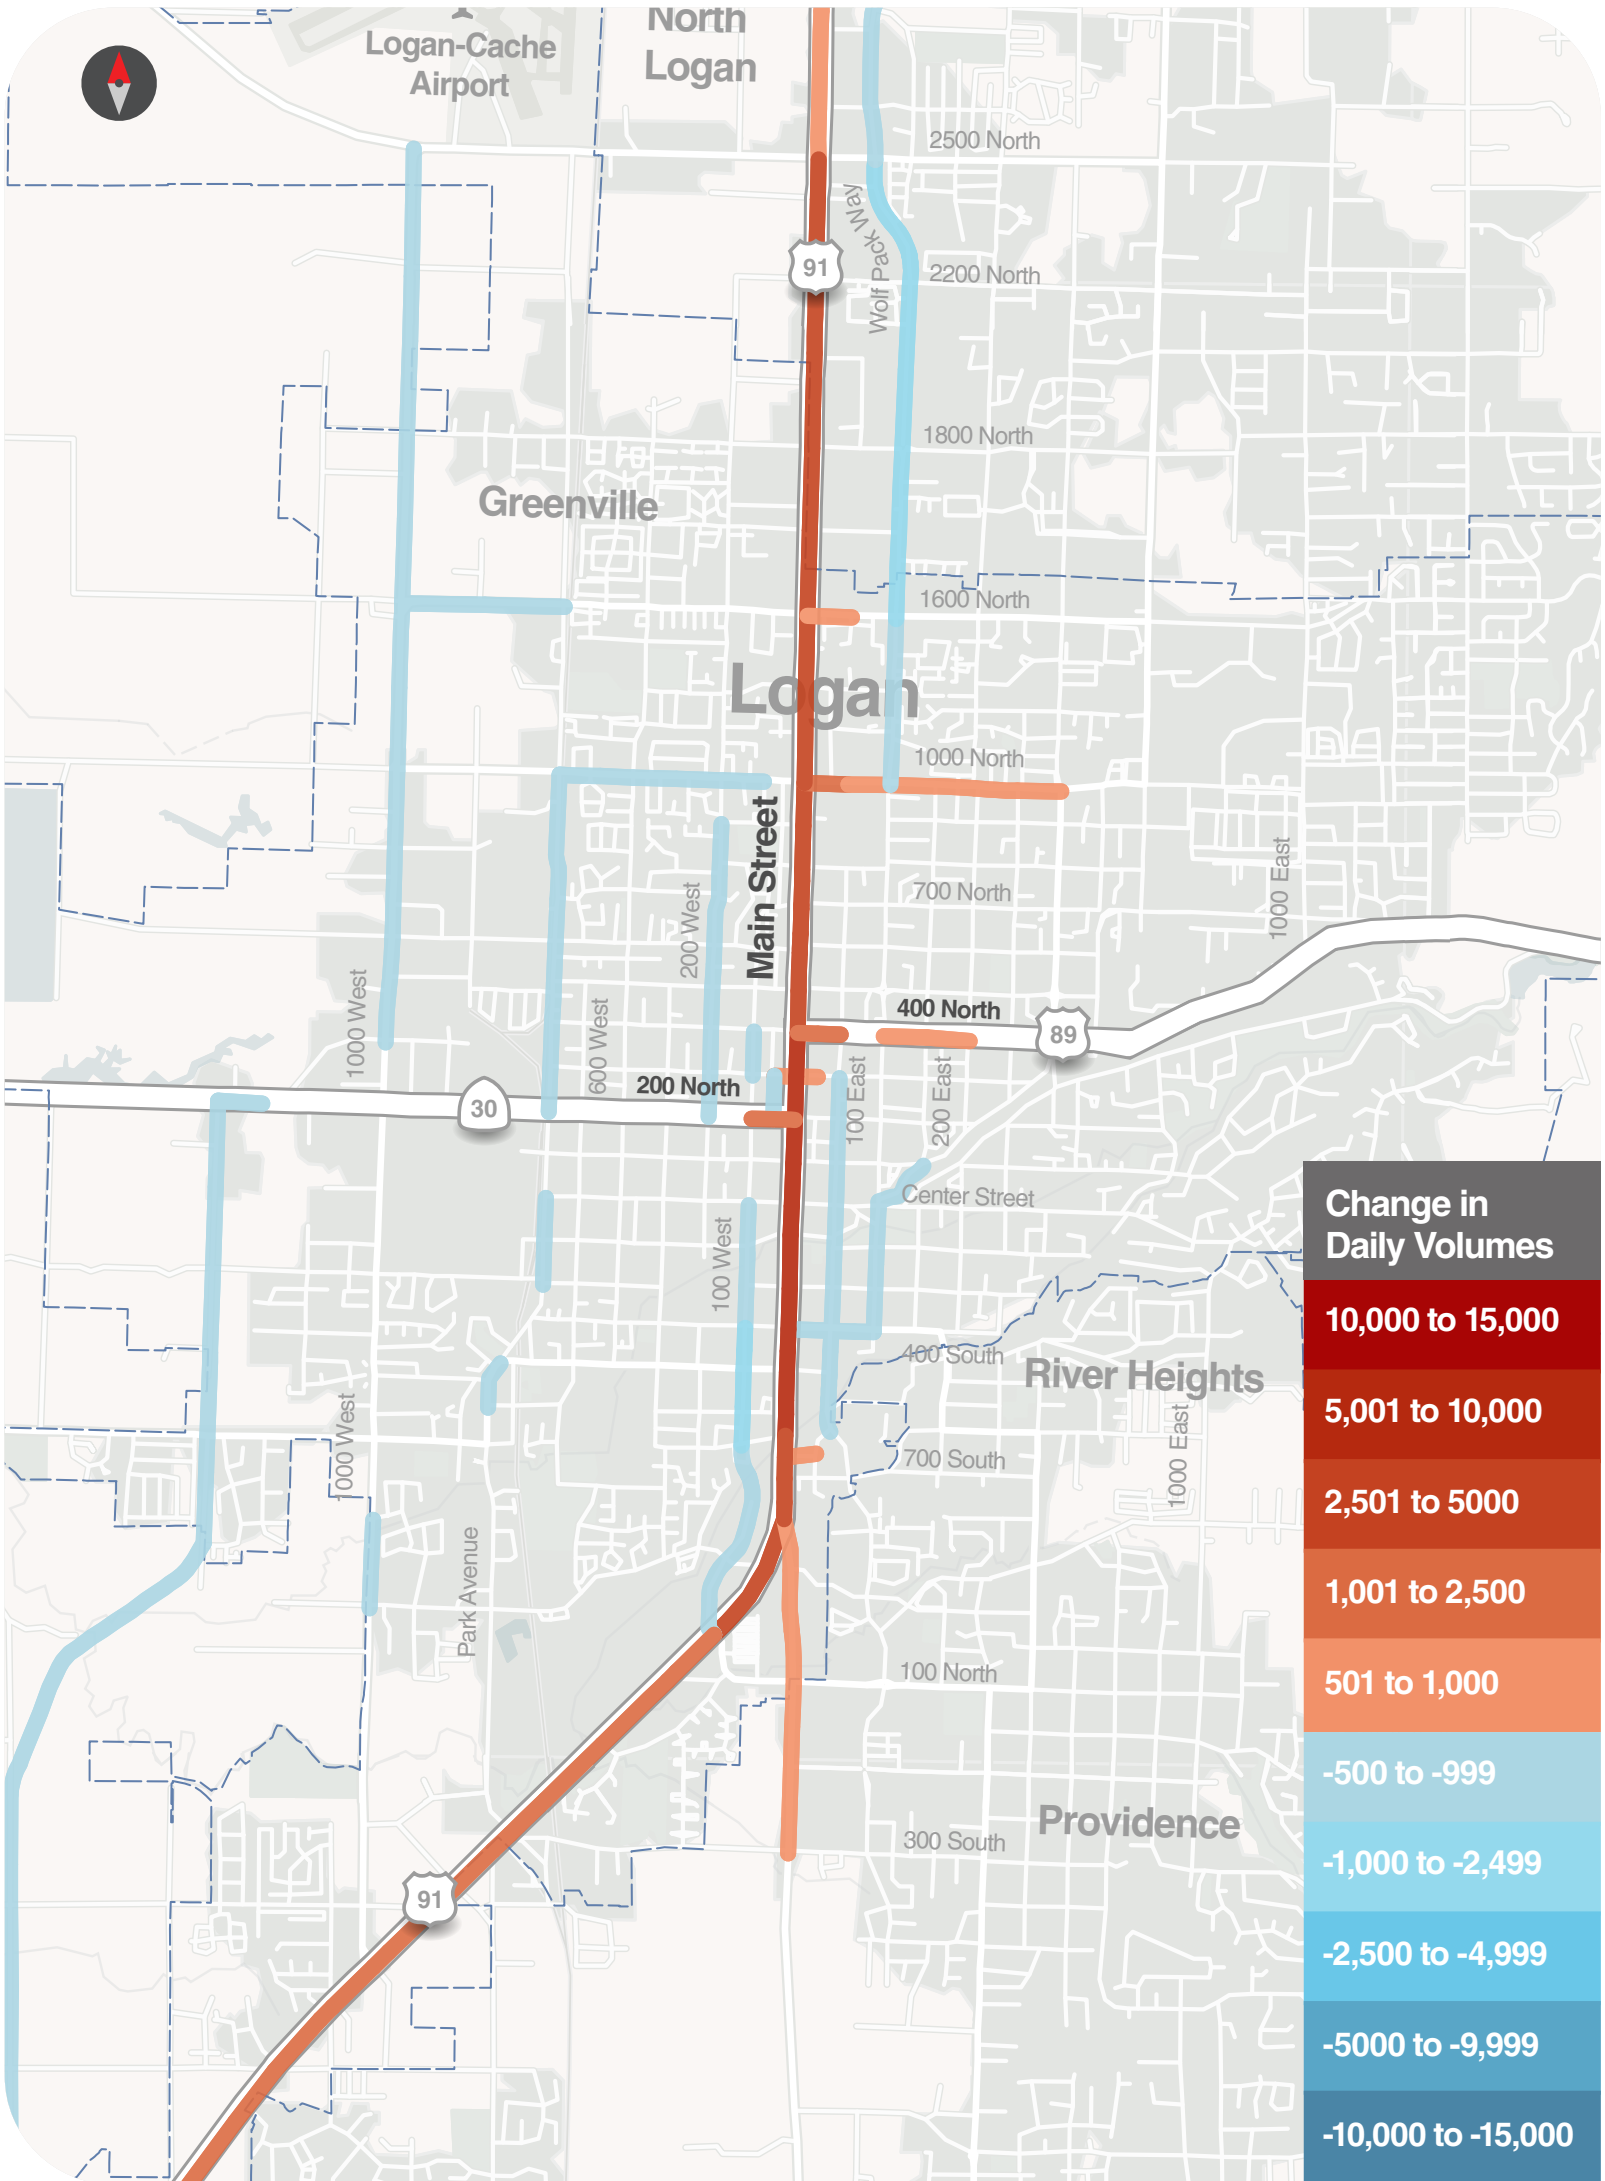 North
Logan
Logan-Cache
Airport
2500 North
Wolf Pack Way
91
2200 North
1800 North
Greenville
1600 North
Logan
1000 North
Main Street
700 North
1000 East
200 West
1000 West
600 West
400 North
89
200 North
30
100 East
200 East
Center Street
100 West
400 South
River Heights
1000 West
1000 East
700 South
Park Avenue
100 North
Providence
300 South
91
Change in
Daily Volumes
10,000 to 15,000
5,001 to 10,000
2,501 to 5000
1,001 to 2,500
501 to 1,000
-500 to -999
-1,000 to -2,499
-2,500 to -4,999
-5000 to -9,999
-10,000 to -15,000